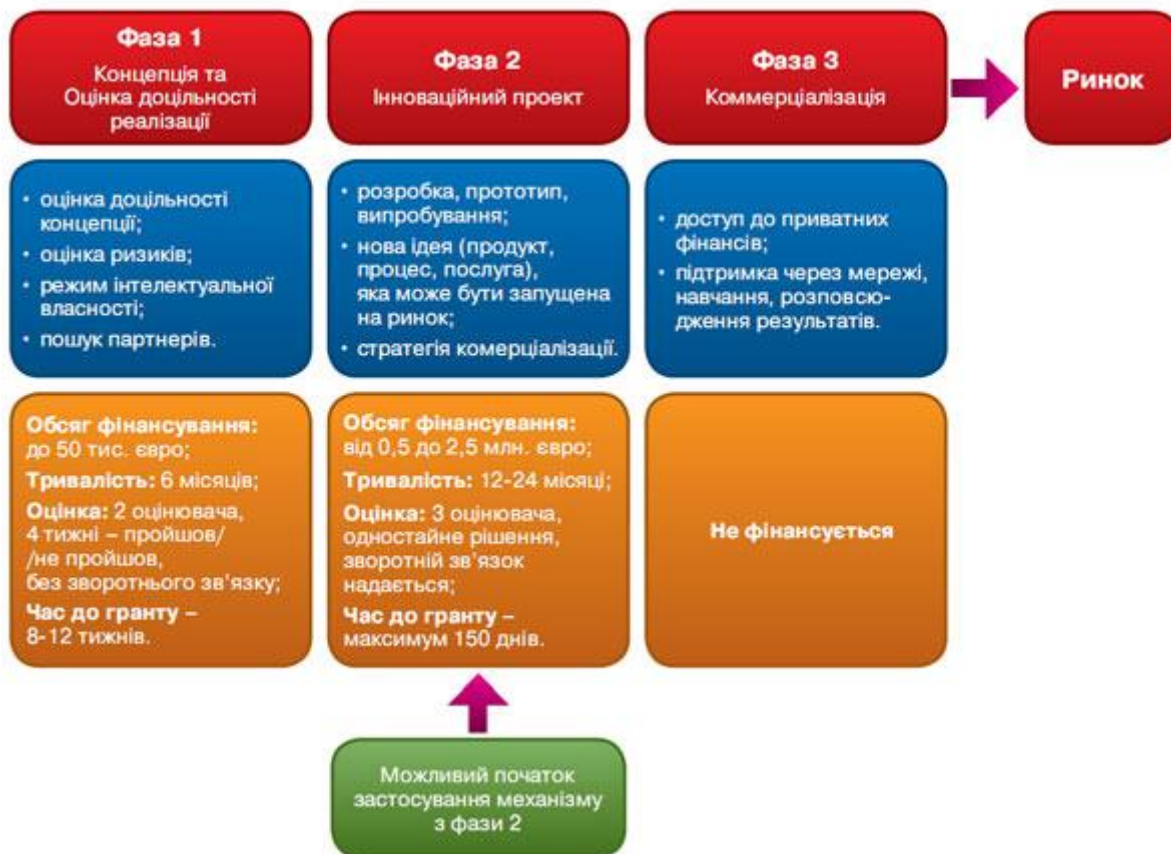 Фаза 1
Концепція та
Оцінка доцільності
реалізації
Фаза 2
Інноваційний проект
Фаза 3
Коммерціалізація
Ринок
• оцінка доцільності
концепції;
• оцінка ризиків;
• режим інтелектуальної
власності;
• пошук партнерів.
• розробка, прототип,
випробування;
• нова ідея (продукт,
процес, послуга),
яка може бути запущена
на ринок;
• стратегія комерціалізації.
• доступ до приватних
фінансів;
• підтримка через мережі,
навчання, розповсю-
дження результатів.
Обсяг фінансування:
до 50 тис. євро;
Тривалість: 6 місяців;
Оцінка: 2 оцінювача,
4 тижні – пройшов/
/не пройшов,
без зворотнього зв'язку;
Час до гранту –
8-12 тижнів.
Обсяг фінансування:
від 0,5 до 2,5 млн. євро;
Тривалість: 12-24 місяці;
Оцінка: 3 оцінювача,
одностайне рішення,
зворотній зв'язок
надається;
Час до гранту –
максимум 150 днів.
Не фінансується
Можливий початок
застосування механізму
з фази 2